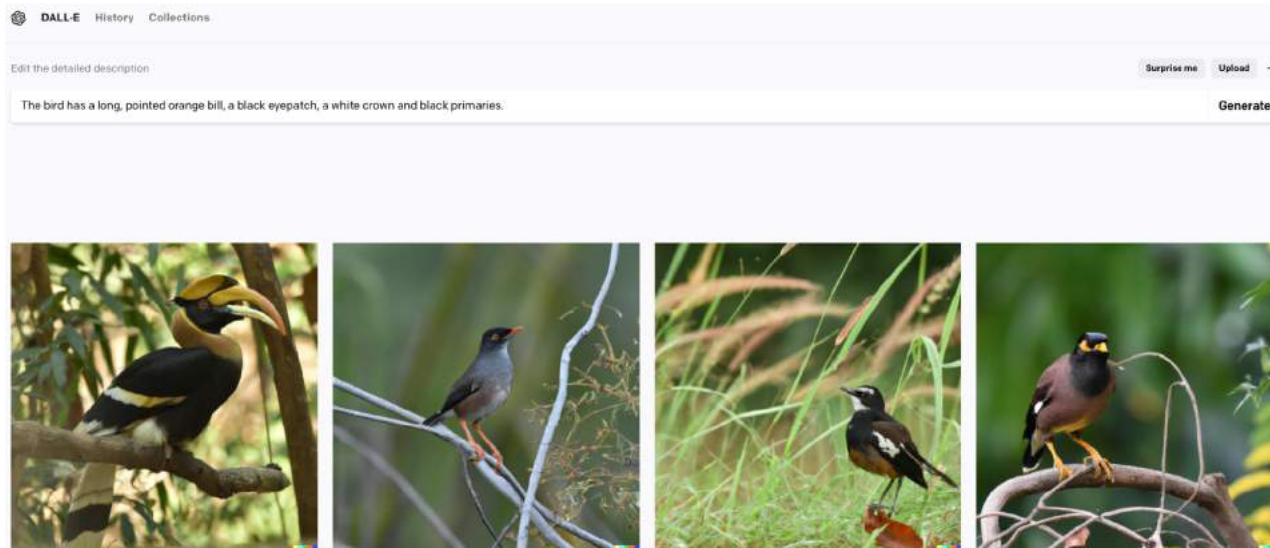 DALL·E History Collections
Edit the detailed description Surprise me Upload
The bird has a long, pointed orange bill, a black eyepatch, a white crown and black primaries. Generate